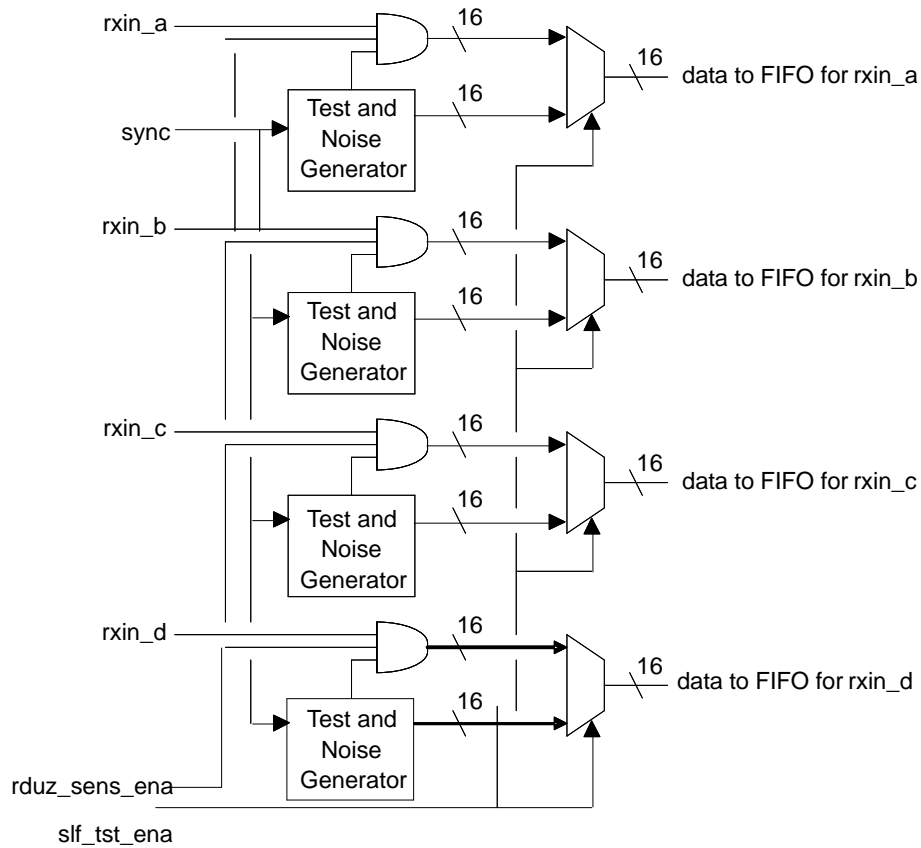 rxin_a
16
16
data to FIFO for rxin_a
Test and
Noise
Generator
16
sync
rxin_b
16
16
data to FIFO for rxin_b
Test and
Noise
Generator
16
rxin_c
16
16
data to FIFO for rxin_c
Test and
Noise
Generator
16
rxin_d
16
16
data to FIFO for rxin_d
Test and
Noise
Generator
16
rduz_sens_ena
slf_tst_ena